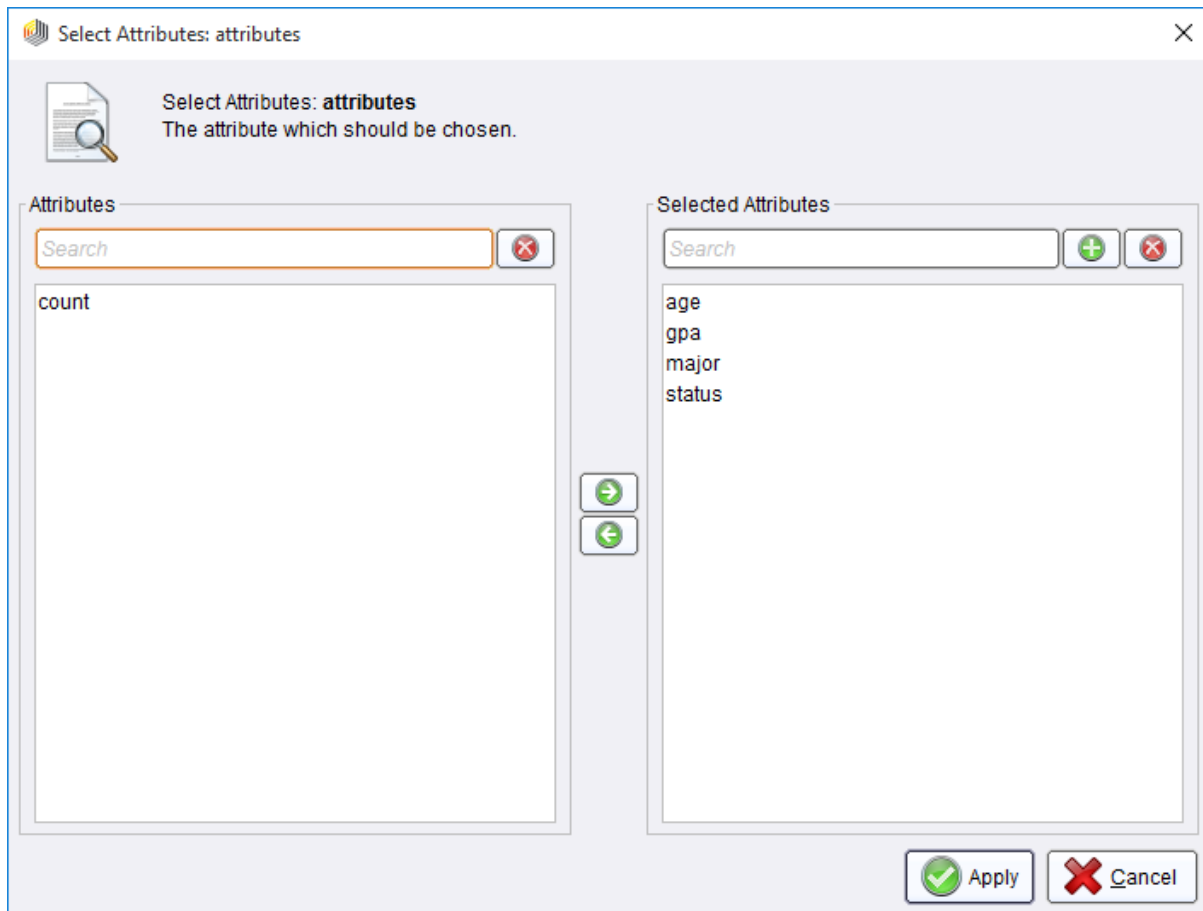 Select Attributes: attributes
Select Attributes: attributes
The attribute which should be chosen.
Attributes
Search
count
Selected Attributes
Search
age
gpa
major
status
Apply
Cancel